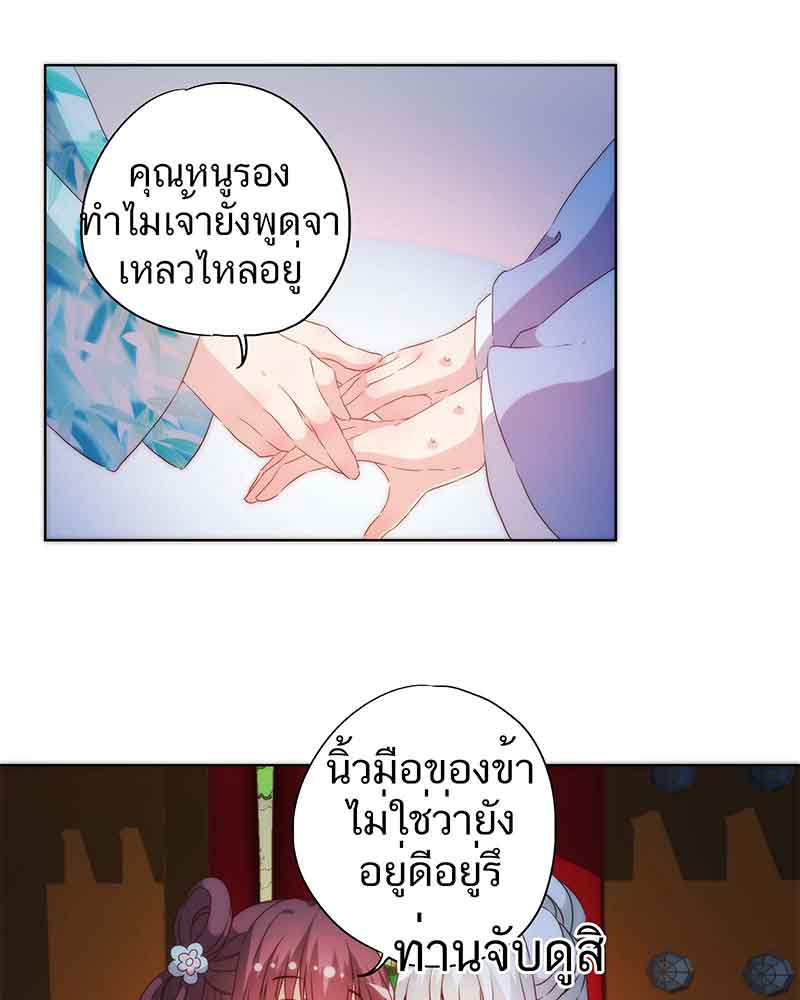 คุณหนูรอง
ทำไมเจ้ายังพูดจา
เหลวไหลอยู่
นิ้วมือของข้า
ไม่ใช่ว่ายัง
อยู่ดีอยู่รึ
ท่านจับดูสิ